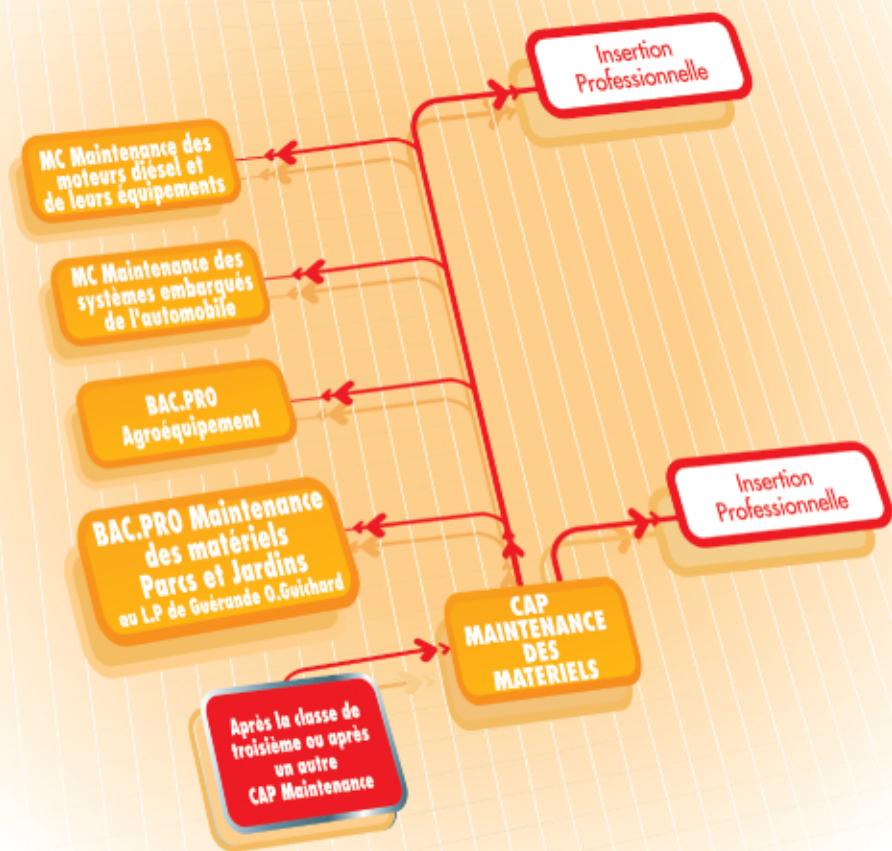 Insertion
Professionnelle
MC Maintenance des
moteurs diésel et
de leurs équipements
MC Maintenance des
systèmes embarqués
de l'automobile
BAC.PRO
Agroéquipement
BAC.PRO Maintenance
des matériels
Parcs et Jardins
au L.P de Guérande O.Guichard
Insertion
Professionnelle
CAP
MAINTENANCE
DES
MATERIELS
Après la classe de
troisième ou après
un autre
CAP Maintenance